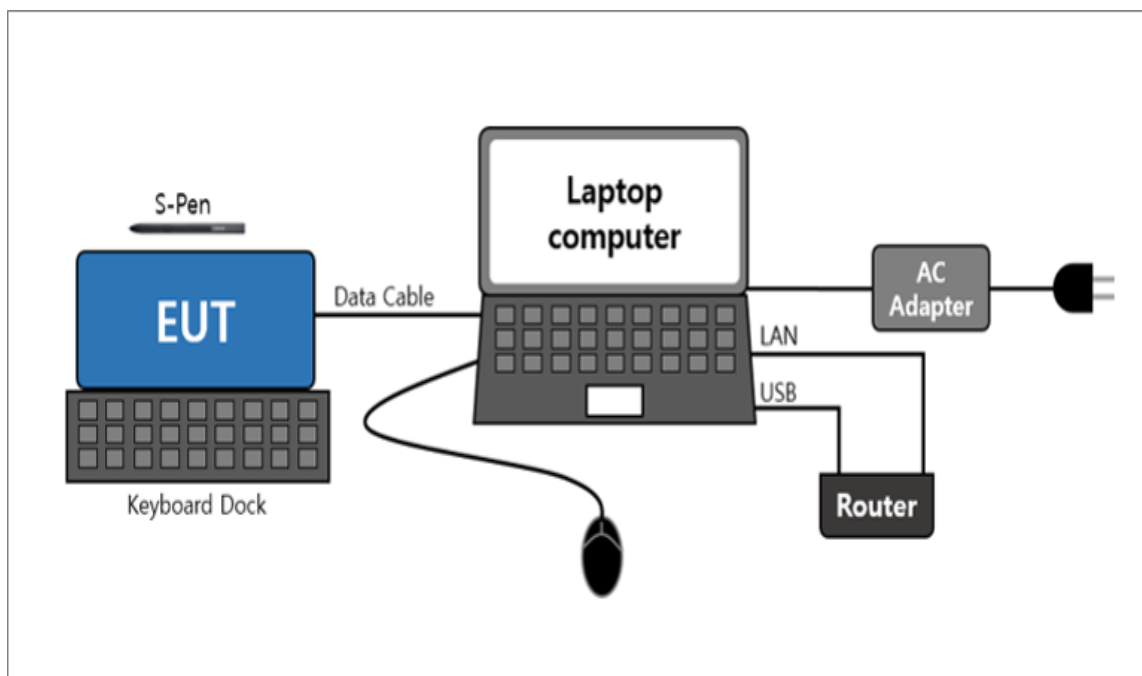 S-Pen
EUT
Data Cable
Laptop
computer
AC
Adapter
LAN
USB
Router
Keyboard Dock